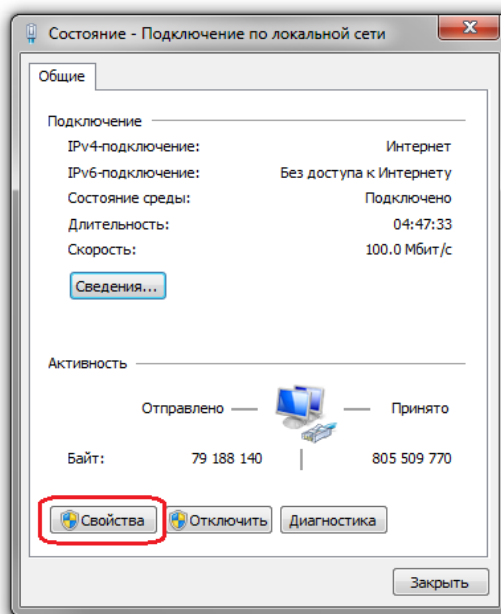 Состояние - Подключение по локальной сети
Общие
Подключение
IPv4-подключение: Интернет
IPv6-подключение: Без доступа к Интернету
Состояние среды: Подключено
Длительность: 04:47:33
Скорость: 100.0 Мбит/с
Сведения...
Активность
Отправлено — — Принято
Байт: 79 188 140 | 805 509 770
Свойства Отключить Диагностика
Закрыть